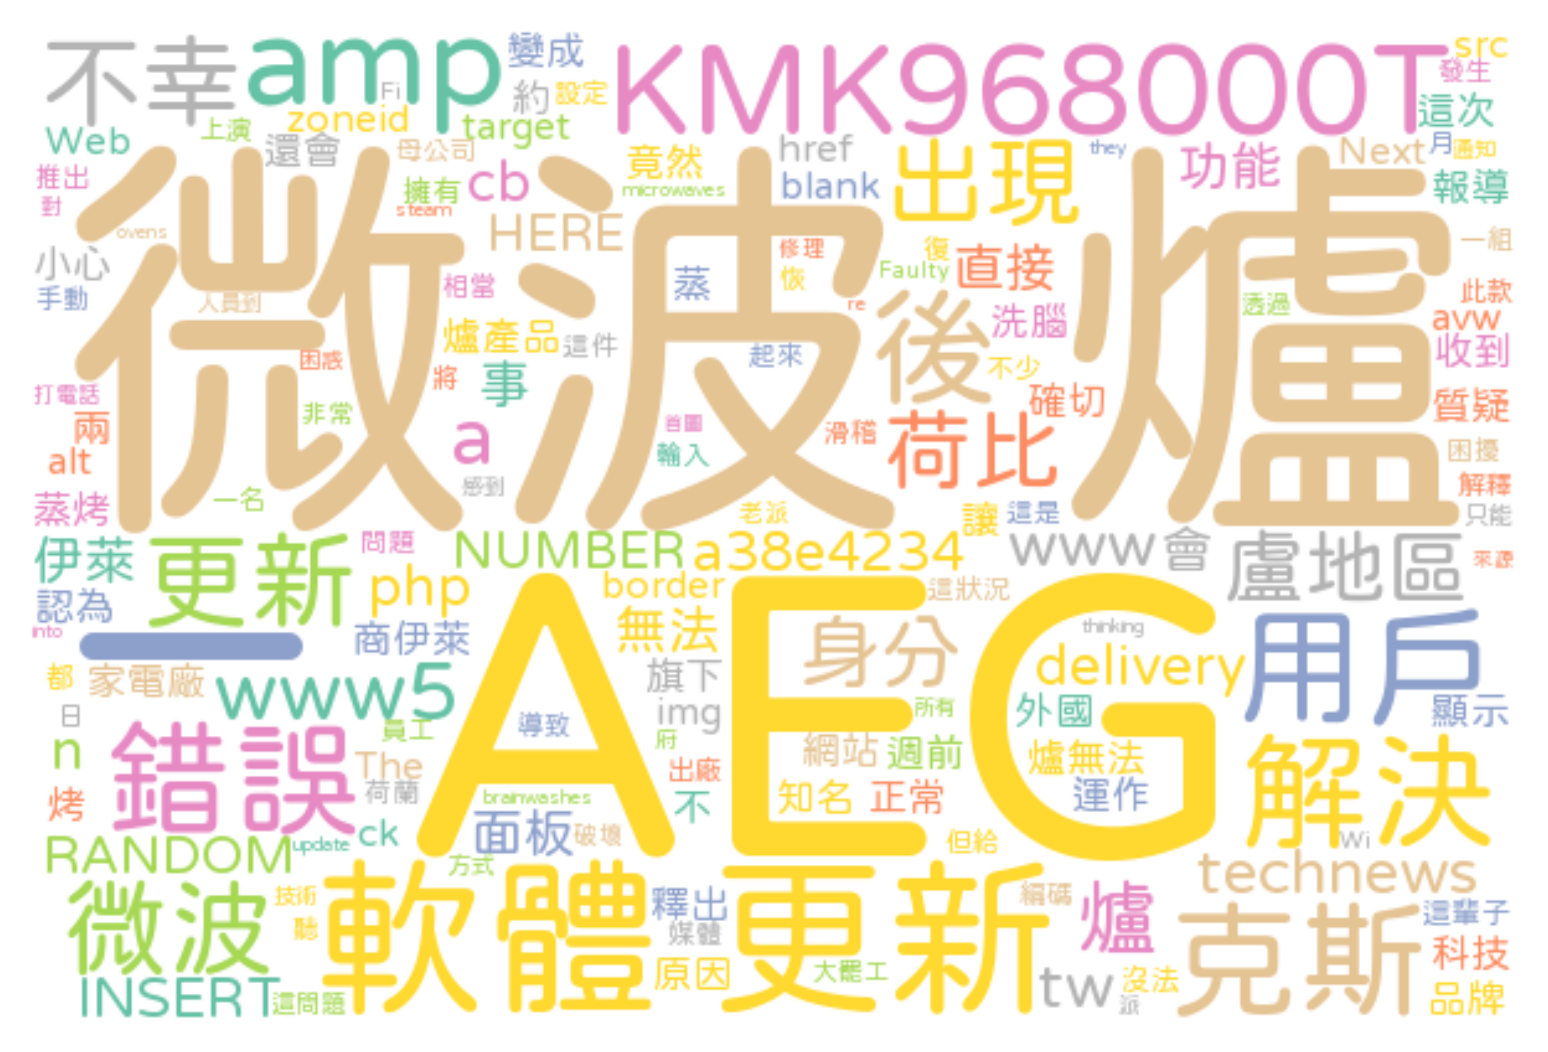 不幸 amp 變成 KMK968000T src
Fi 約 設定 發生
Web 上演 zoneid target 這次
還會 母公司 竟然 href 出現 they 功能 Next 月 通知
推出 擁有 cb microwaves blank 報導
對 steam
ovens HERE 微波爐 一組
小心 修理 復 直接
手動 人員到 相當 蒸 恢 Faulty 透過 此款
re 後 洗腦 avw
爐產品 這件 起來 收到
困惑 不少
打電話 將 事 確切 質疑
兩 非常 a 首圖 滑稽 荷比
alt 輸入 困擾
感到 解釋
蒸烤 一名 老派 讓 這是 只能
伊萊 更新 問題 NUMBER a38e4234 www 會 盧地區 來源
認為 php border 這狀況
into 一 商伊萊 無法 身分 thinking 用戶
都 家電廠 www5 AEG 旗下 delivery
日 img 所有 外國 顯示
n 錯誤 員工 導致 府 網站 週前 爐無法 解決
The 出廠
烤 荷蘭 brainwashes 不 知名 正常 運作
ck 面板 破壞 但給 Wi
RANDOM update 方式 technews
微波 技術 軟體更新 釋出 編碼 爐 克斯 這輩子
聽 媒體 科技
INSERT 這問題 原因 大罷工 tw 沒法 品牌
派